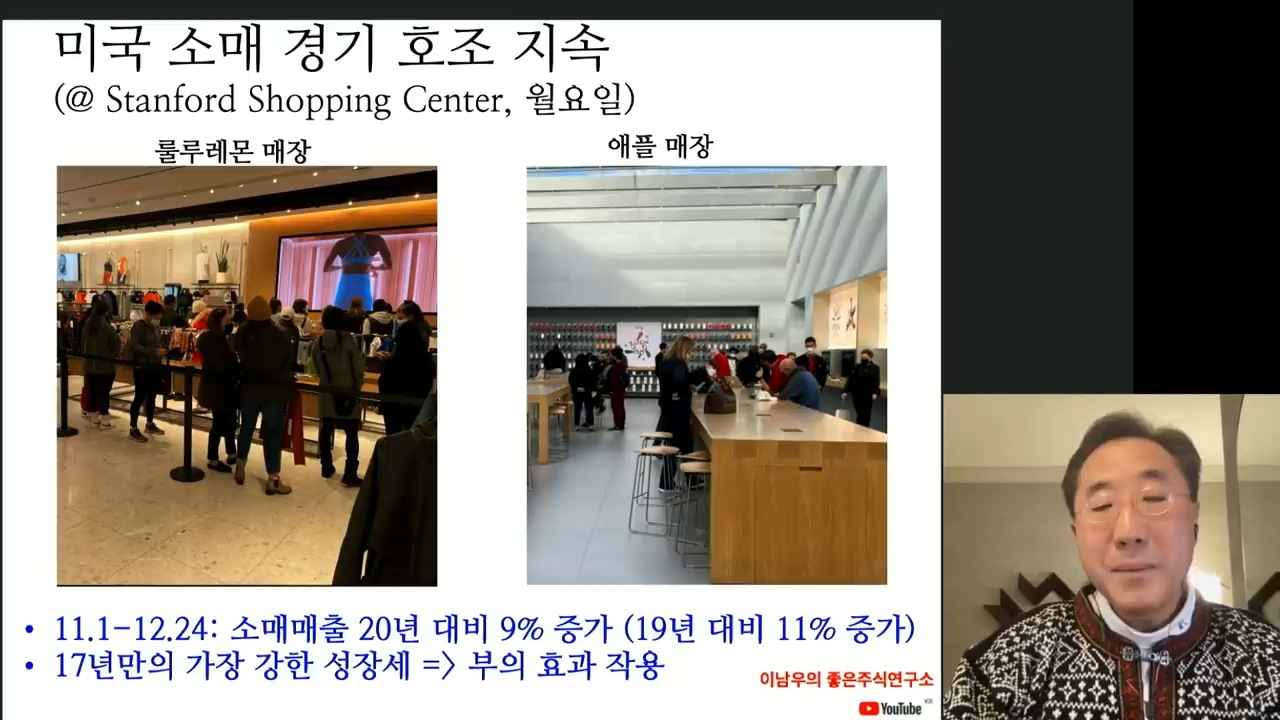 미국 소매 경기 호조 지속
(@ Stanford Shopping Center, 월요일)
룰루레몬 매장
애플 매장
• 11.1-12.24: 소매매출 20년 대비 9% 증가 (19년 대비 11% 증가)
• 17년만의 가장 강한 성장세 => 부의 효과 작용
이남우의 좋은주식연구소
YouTube KR